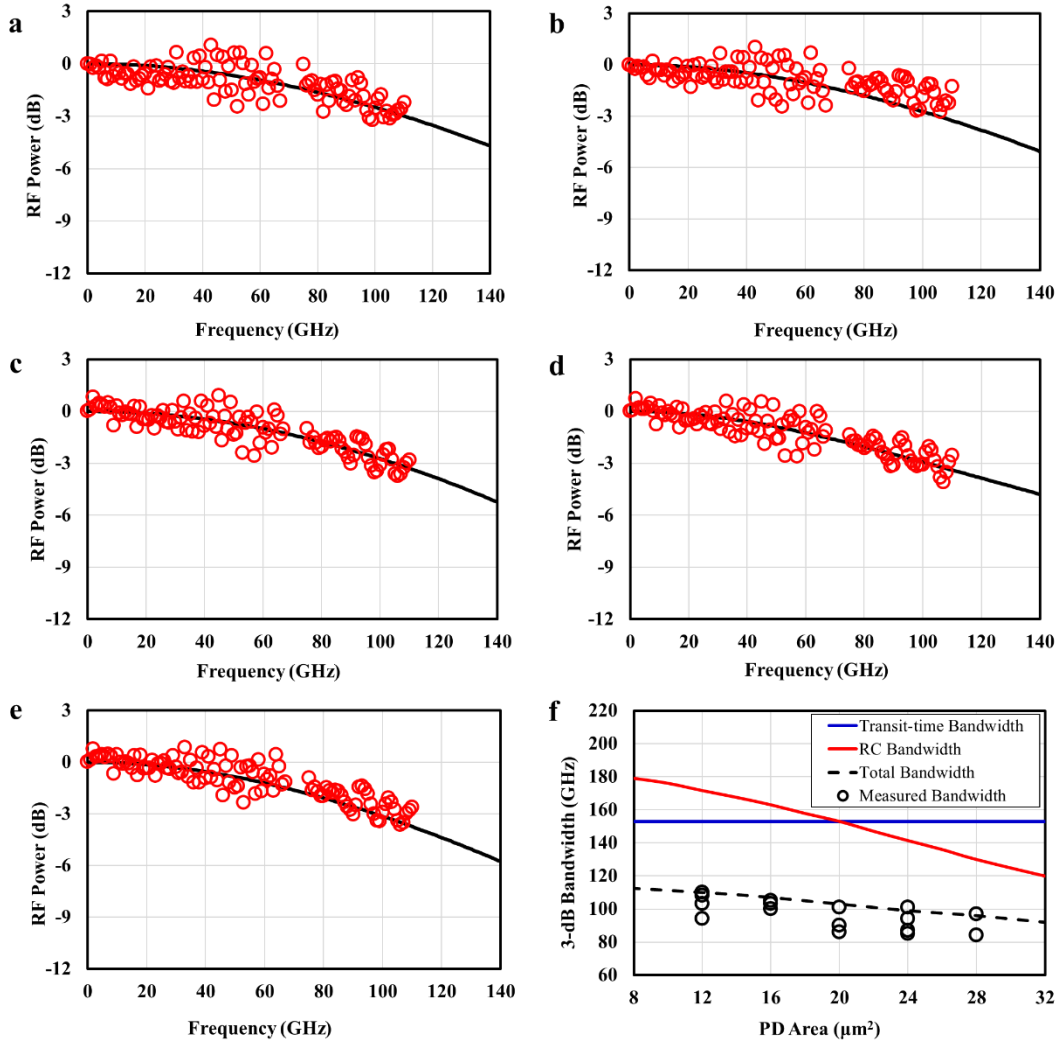 a
3
0
-3
-6
-9
-12
RF Power (dB)
0 20 40 60 80 100 120 140
Frequency (GHz)
b
3
0
-3
-6
-9
-12
RF Power (dB)
0 20 40 60 80 100 120 140
Frequency (GHz)
c
3
0
-3
-6
-9
-12
RF Power (dB)
0 20 40 60 80 100 120 140
Frequency (GHz)
d
3
0
-3
-6
-9
-12
RF Power (dB)
0 20 40 60 80 100 120 140
Frequency (GHz)
e
3
0
-3
-6
-9
-12
RF Power (dB)
0 20 40 60 80 100 120 140
Frequency (GHz)
f
220
200
180
160
140
120
100
80
60
3-dB Bandwidth (GHz)
Transit-time Bandwidth
RC Bandwidth
Total Bandwidth
Measured Bandwidth
8 12 16 20 24 28 32
PD Area (µm²)